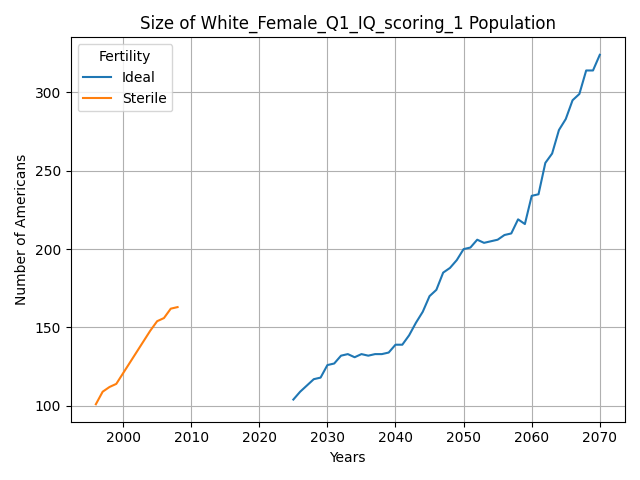 Size of White_Female_Q1_IQ_scoring_1 Population
Fertility
Ideal
Sterile
Number of Americans
300
250
200
150
100
2000 2010 2020 2030 2040 2050 2060 2070
Years